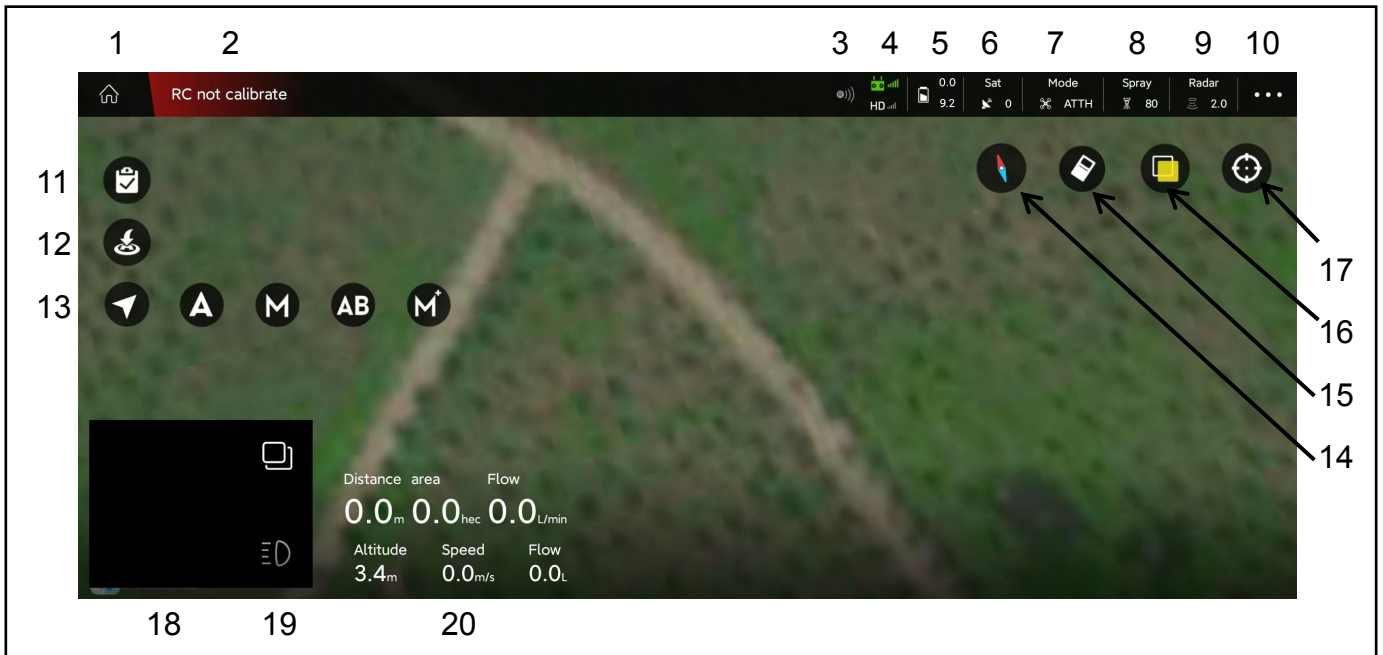 1 2 3 4 5 6 7 8 9 10
RC not calibrate
0.0 Sat Mode Spray Radar
HD 9.2 0 ATTH 80 2.0
11
12
17
13 A M AB M+
16
15
14
Distance area Flow
0.0m 0.0hec 0.0L/min
Altitude Speed Flow
3.4m 0.0m/s 0.0L
18 19 20